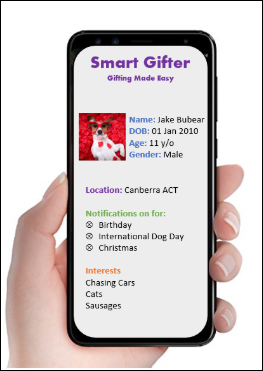 Smart Gifter
Gifting Made Easy
Name: Jake Bubear
DOB: 01 Jan 2010
Age: 11 y/o
Gender: Male
Location: Canberra ACT
Notifications on for:
Birthday
International Dog Day
Christmas
Interests
Chasing Cars
Cats
Sausages